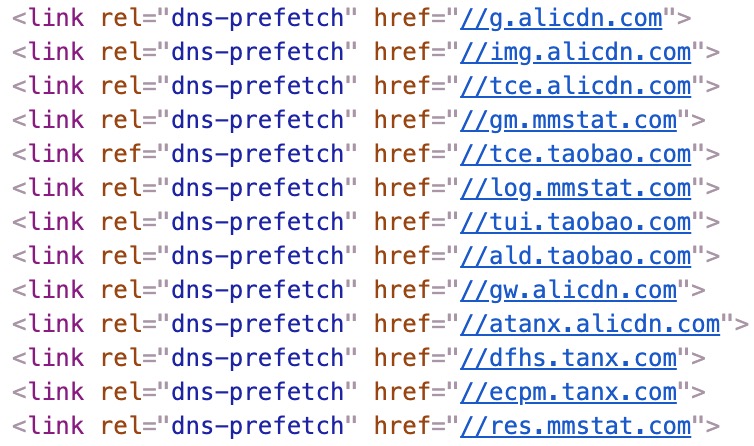 <link rel="dns-prefetch" href="//g.alicdn.com">
<link rel="dns-prefetch" href="//img.alicdn.com">
<link rel="dns-prefetch" href="//tce.alicdn.com">
<link rel="dns-prefetch" href="//gm.mmstat.com">
<link ref="dns-prefetch" href="//tce.taobao.com">
<link rel="dns-prefetch" href="//log.mmstat.com">
<link rel="dns-prefetch" href="//tui.taobao.com">
<link rel="dns-prefetch" href="//ald.taobao.com">
<link rel="dns-prefetch" href="//gw.alicdn.com">
<link rel="dns-prefetch" href="//atanx.alicdn.com">
<link rel="dns-prefetch" href="//dfhs.tanx.com">
<link rel="dns-prefetch" href="//ecpm.tanx.com">
<link rel="dns-prefetch" href="//res.mmstat.com">